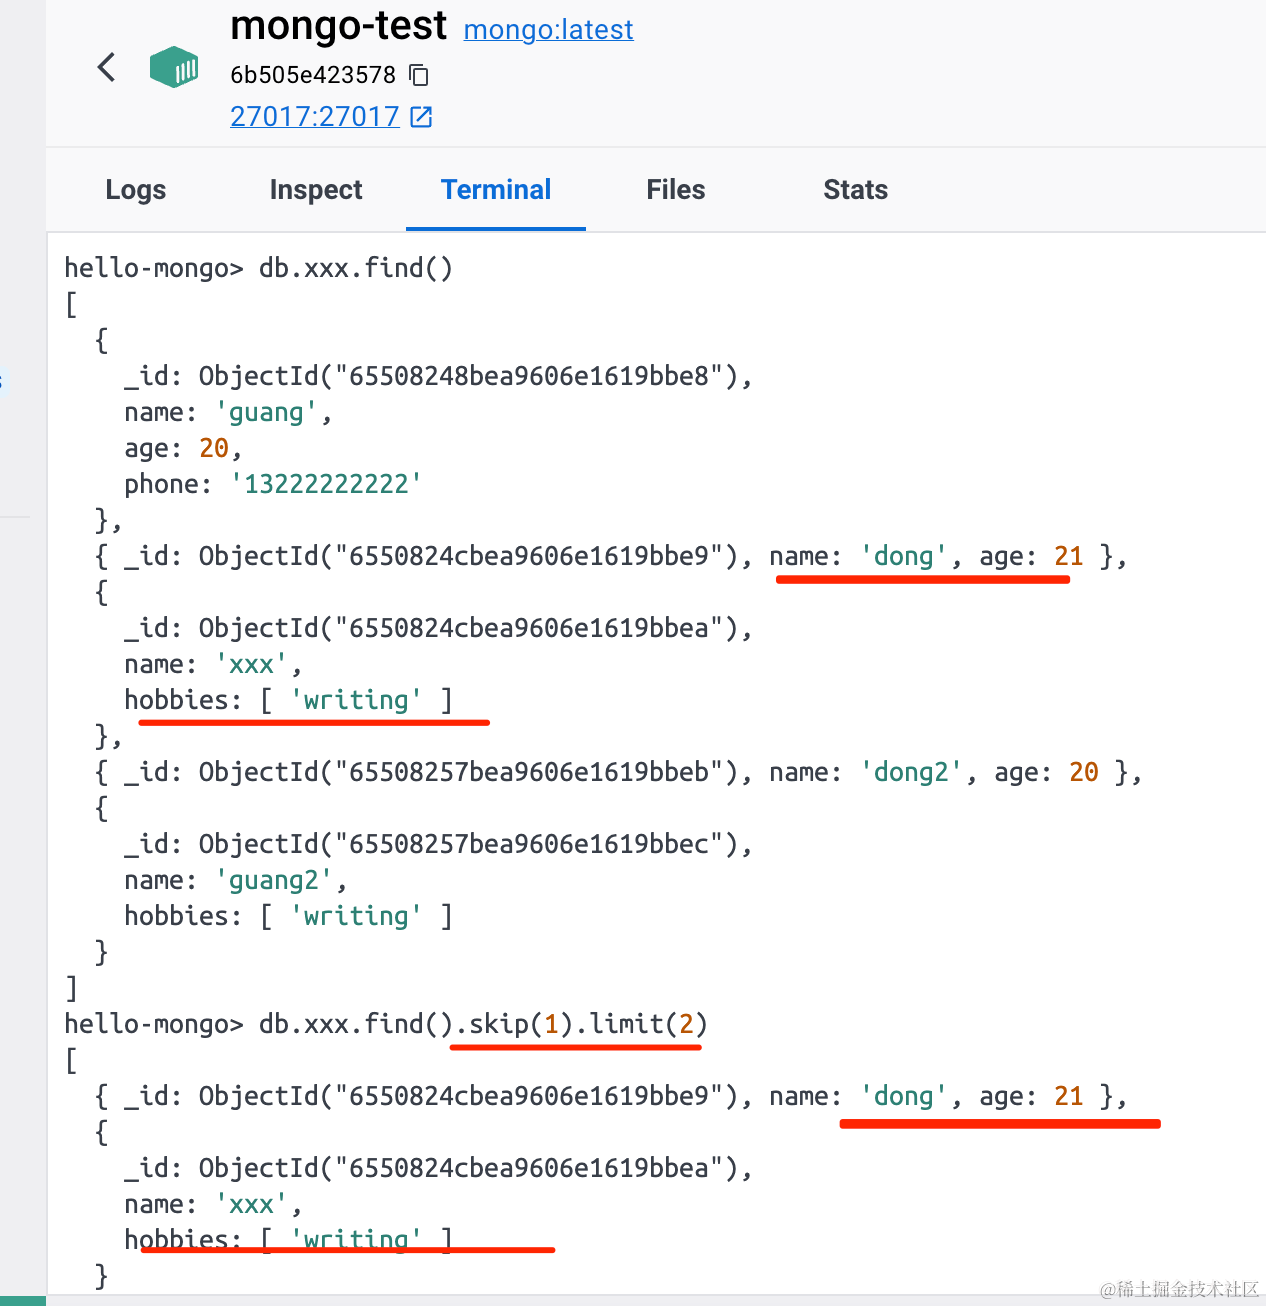 mongo-test mongo:latest
6b505e423578
27017:27017
Logs Inspect Terminal Files Stats
hello-mongo> db.xxx.find()
[
  {
    _id: ObjectId("65508248bea9606e1619bbe8"),
    name: 'guang',
    age: 20,
    phone: '13222222222'
  },
  { _id: ObjectId("6550824cbea9606e1619bbe9"), name: 'dong', age: 21 },
  {
    _id: ObjectId("6550824cbea9606e1619bbea"),
    name: 'xxx',
    hobbies: [ 'writing' ]
  },
  { _id: ObjectId("65508257bea9606e1619bbeb"), name: 'dong2', age: 20 },
  {
    _id: ObjectId("65508257bea9606e1619bbec"),
    name: 'guang2',
    hobbies: [ 'writing' ]
  }
]
hello-mongo> db.xxx.find().skip(1).limit(2)
[
  { _id: ObjectId("6550824cbea9606e1619bbe9"), name: 'dong', age: 21 },
  {
    _id: ObjectId("6550824cbea9606e1619bbea"),
    name: 'xxx',
    hobbies: [ 'writing' ]
  }
@稀土掘金技术社区